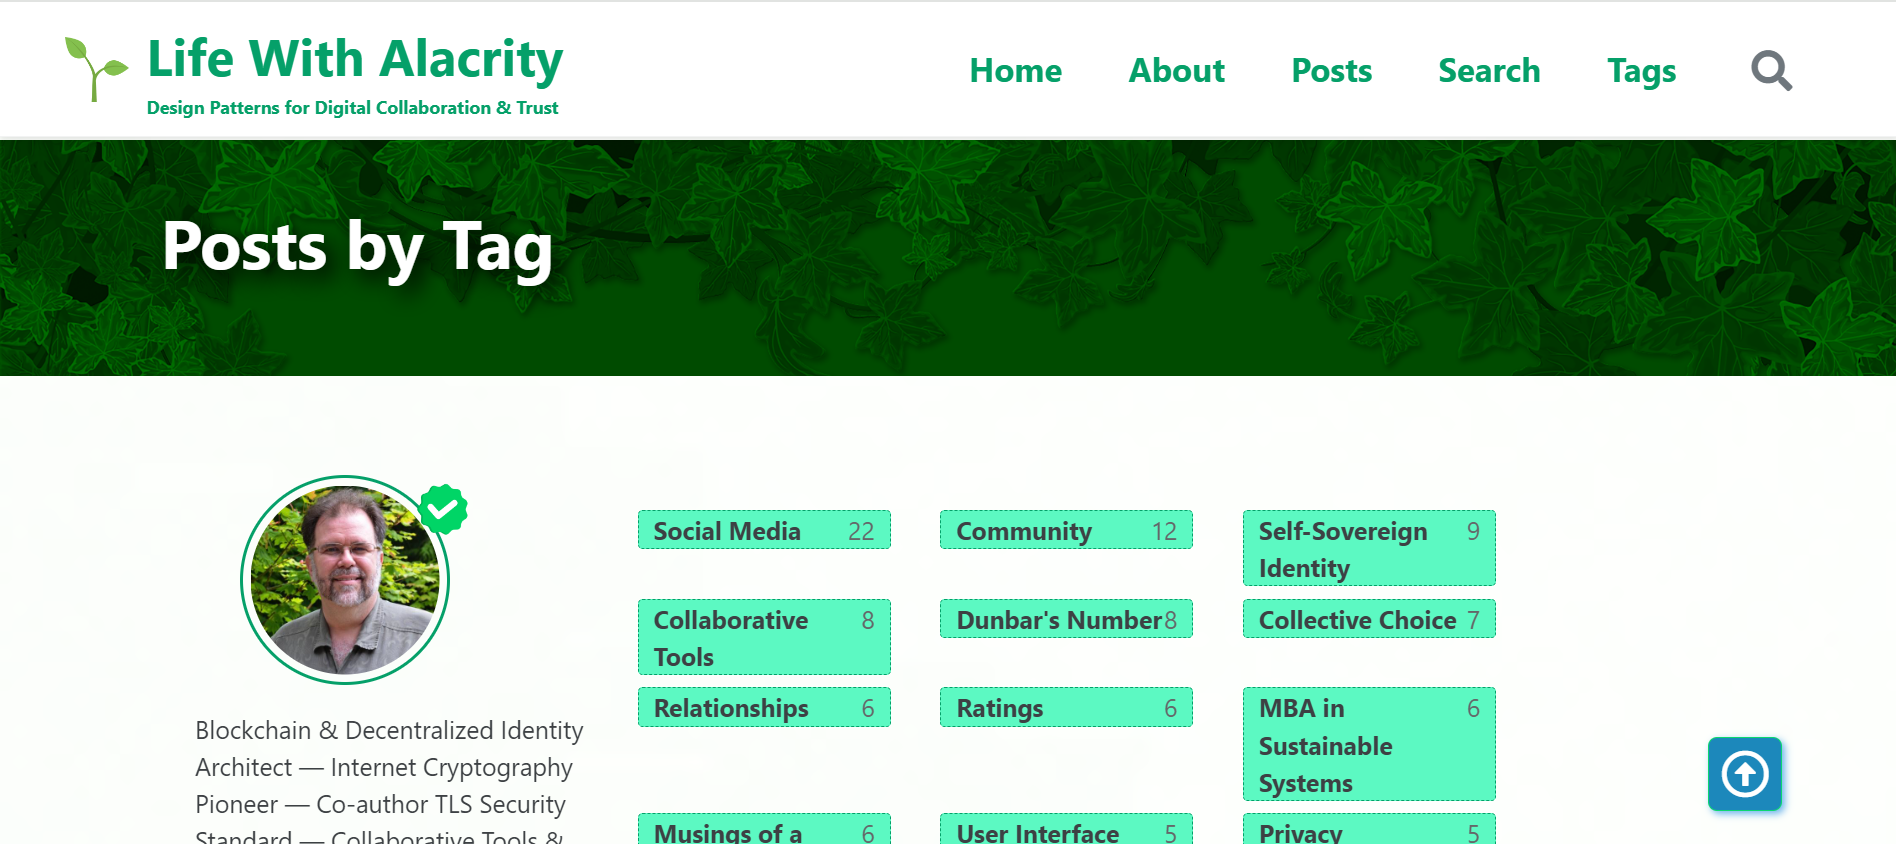 Life With Alacrity
Design Patterns for Digital Collaboration & Trust
Home About Posts Search Tags
Posts by Tag
Blockchain & Decentralized Identity
Architect — Internet Cryptography
Pioneer — Co-author TLS Security
Standard — Collaborative Tools &
Social Media 22
Community 12
Self-Sovereign 9
Identity
Collaborative 8
Tools
Dunbar's Number 8
Collective Choice 7
Relationships 6
Ratings 6
MBA in 6
Sustainable
Systems
Musings of a 6
User Interface 5
Privacy 5